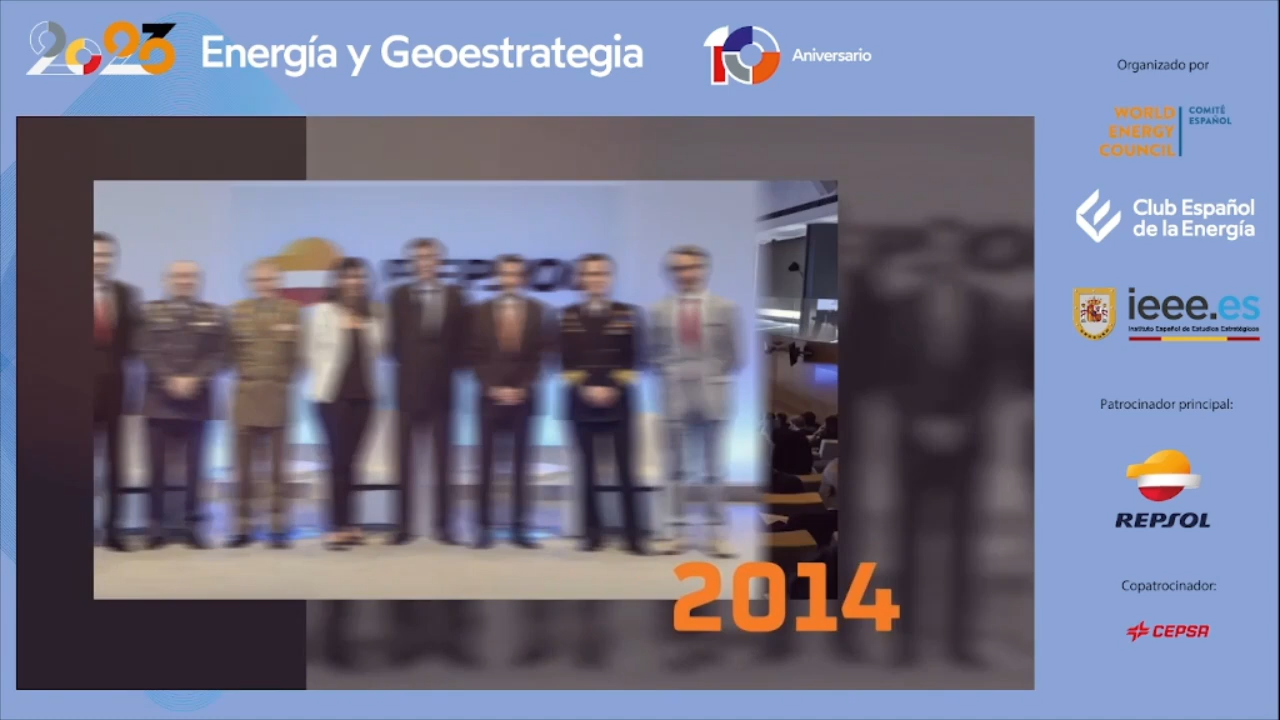 2023 Energía y Geoestrategia
10 Aniversario
Organizado por
WORLD
ENERGY
COUNCIL
COMITÉ
ESPAÑOL
Club Español
de la Energía
ieee.es
Instituto Español de Estudios Estratégicos
Patrocinador principal:
REPSOL
Copatrocinador:
CEPSA
REPSOL
2014